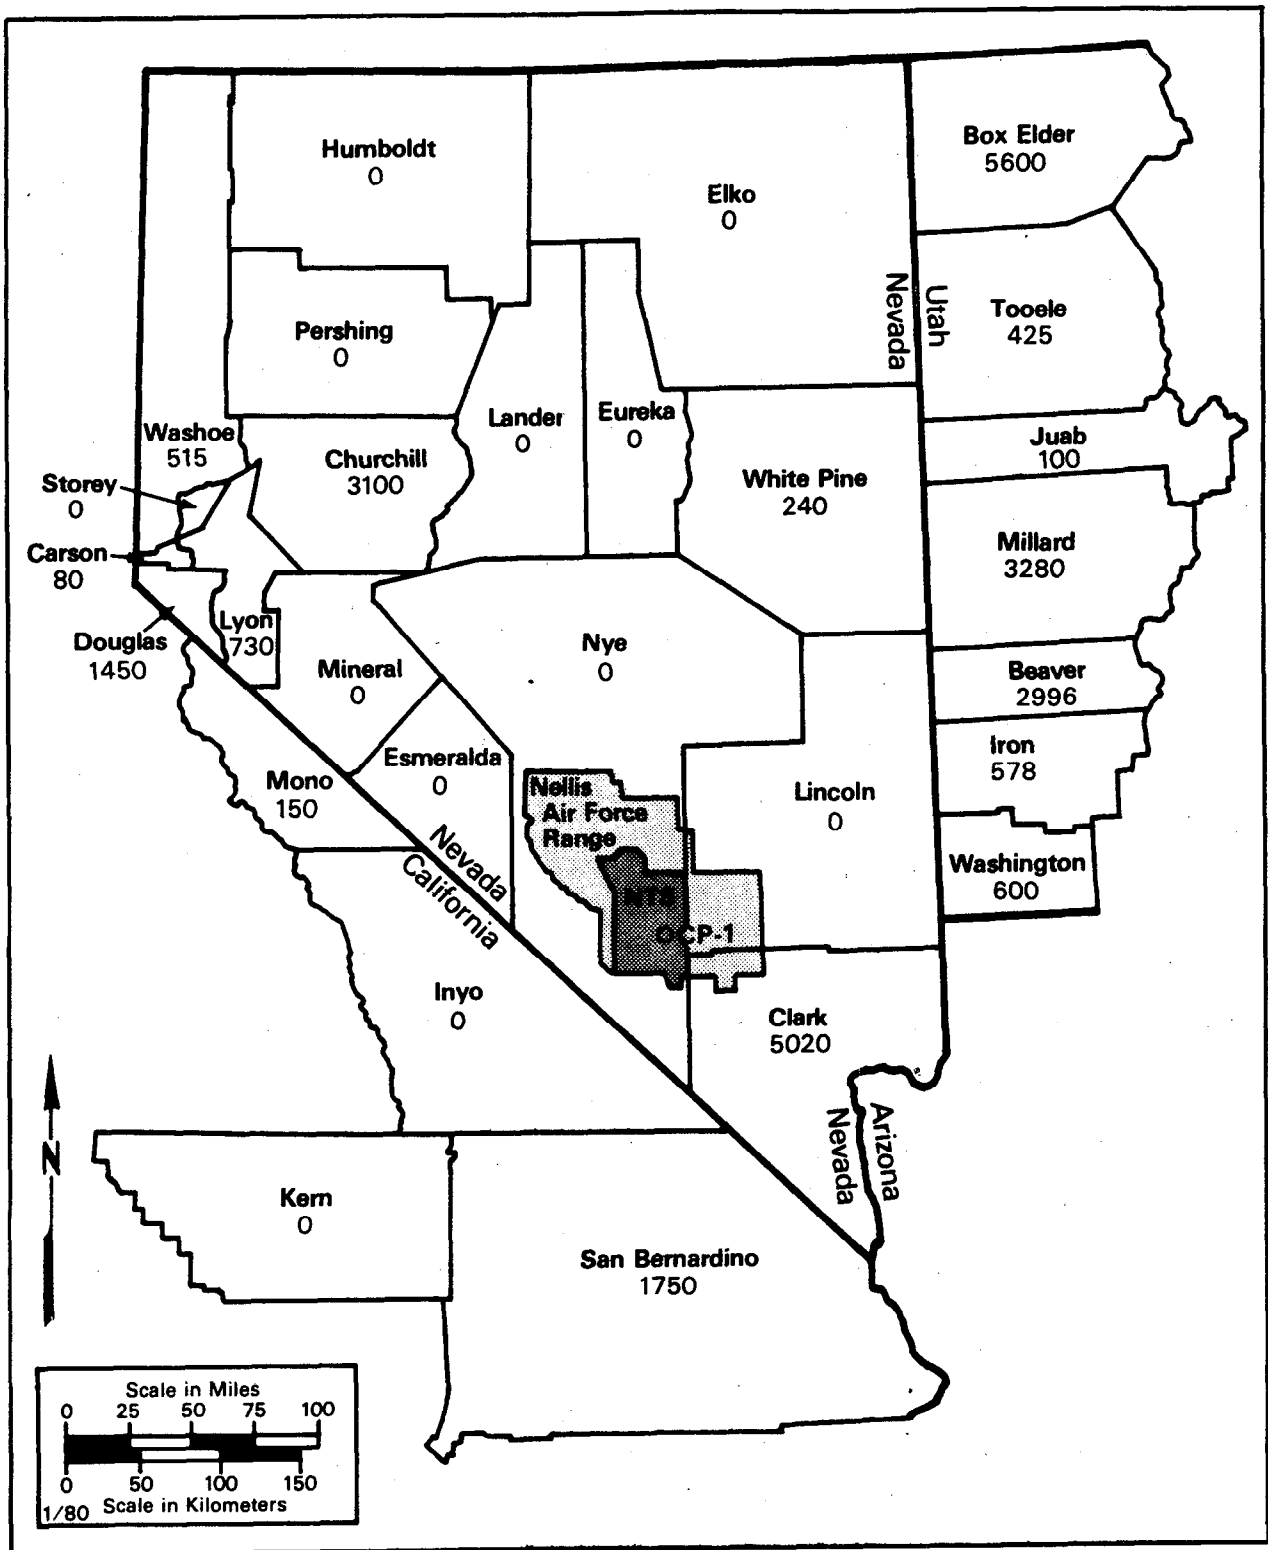 Humboldt
0
Elko
0
Box Elder
5600
Nevada
Utah
Tooele
425
Pershing
0
Lander
0
Eureka
0
Washoe
515
Churchill
3100
White Pine
240
Juab
100
Storey
0
Carson
80
Millard
3280
Douglas
1450
Lyon
730
Mineral
0
Nye
0
Beaver
2996
Iron
578
Esmeralda
0
Mono
150
Nellis
Air Force
Range
Lincoln
0
Washington
600
Nevada
California
NTS
OCP-1
Inyo
0
Clark
5020
Arizona
Nevada
N
Kern
0
San Bernardino
1750
Scale in Miles
0 25 50 75 100
0 50 100 150
Scale in Kilometers
1/80